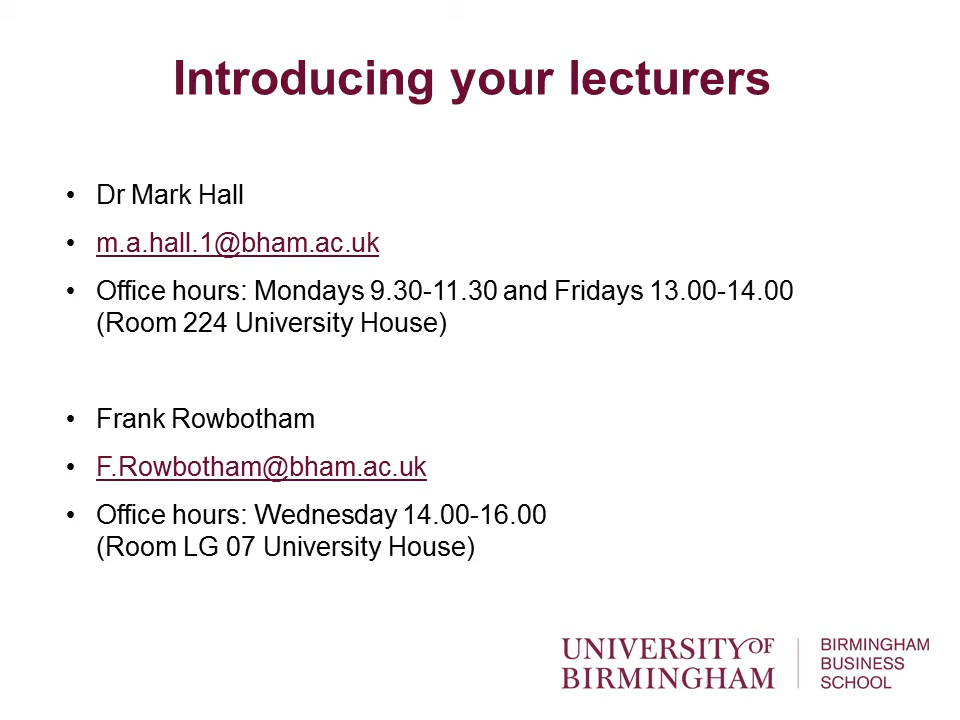 Introducing your lecturers
• Dr Mark Hall
• m.a.hall.1@bham.ac.uk
• Office hours: Mondays 9.30-11.30 and Fridays 13.00-14.00
(Room 224 University House)
• Frank Rowbotham
• F.Rowbotham@bham.ac.uk
• Office hours: Wednesday 14.00-16.00
(Room LG 07 University House)
UNIVERSITY OF
BIRMINGHAM
BIRMINGHAM
BUSINESS
SCHOOL